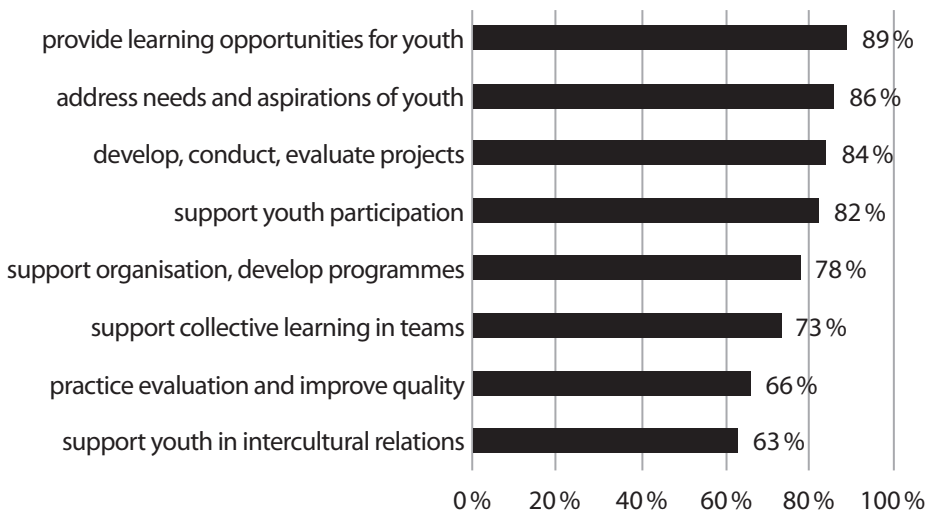 provide learning opportunities for youth 89 %
address needs and aspirations of youth 86 %
develop, conduct, evaluate projects 84 %
support youth participation 82 %
support organisation, develop programmes 78 %
support collective learning in teams 73 %
practice evaluation and improve quality 66 %
support youth in intercultural relations 63 %
0 % 20 % 40 % 60 % 80 % 100 %